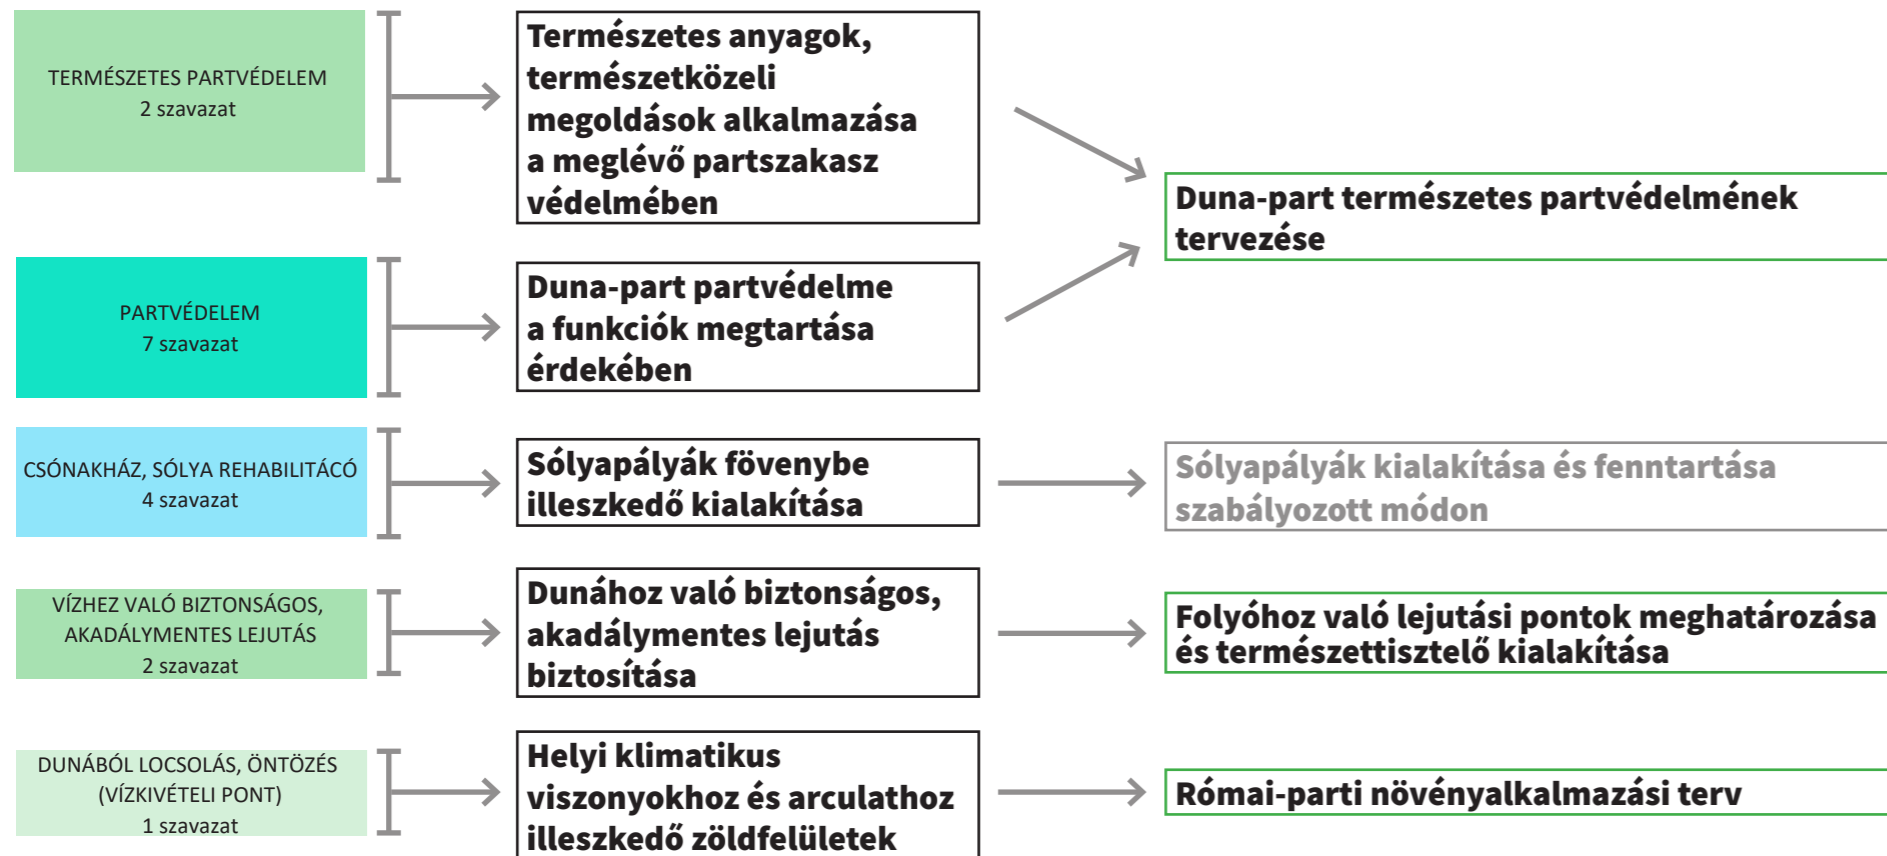 TERMÉSZETES PARTVÉDELEM
2 szavazat
Természetes anyagok,
természetközeli
megoldások alkalmazása
a meglévő partszakasz
védelmében
Duna-part természetes partvédelmének
tervezése
PARTVÉDELEM
7 szavazat
Duna-part partvédelme
a funkciók megtartása
érdekében
CSÓNAKHÁZ, SÓLYA REHABILITÁCÓ
4 szavazat
Sólyapályák fövenybe
illeszkedő kialakítása
Sólyapályák kialakítása és fenntartása
szabályozott módon
VÍZHEZ VALÓ BIZTONSÁGOS,
AKADÁLYMENTES LEJUTÁS
2 szavazat
Dunához való biztonságos,
akadálymentes lejutás
biztosítása
Folyóhoz való lejutási pontok meghatározása
és természettisztelő kialakítása
DUNÁBÓL LOCSOLÁS, ÖNTÖZÉS
(VÍZKIVÉTELI PONT)
1 szavazat
Helyi klimatikus
viszonyokhoz és arculathoz
illeszkedő zöldfelületek
Római-parti növényalkalmazási terv